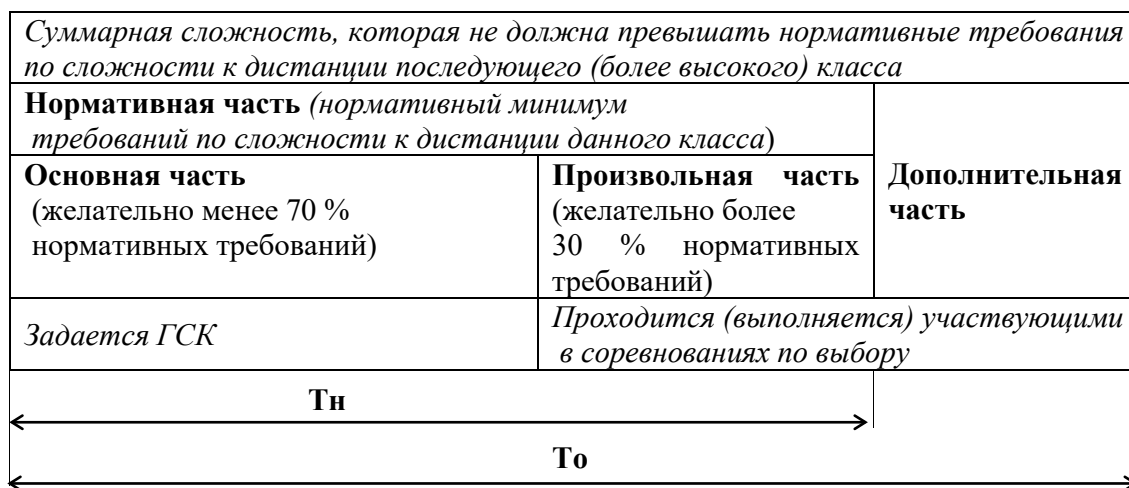 Суммарная сложность, которая не должна превышать нормативные требования
по сложности к дистанции последующего (более высокого) класса
Нормативная часть (нормативный минимум
требований по сложности к дистанции данного класса)
Основная часть
(желательно менее 70 %
нормативных требований)
Произвольная часть
(желательно более
30 % нормативных
требований)
Дополнительная
часть
Задается ГСК
Проходится (выполняется) участвующими
в соревнованиях по выбору
Тн
То